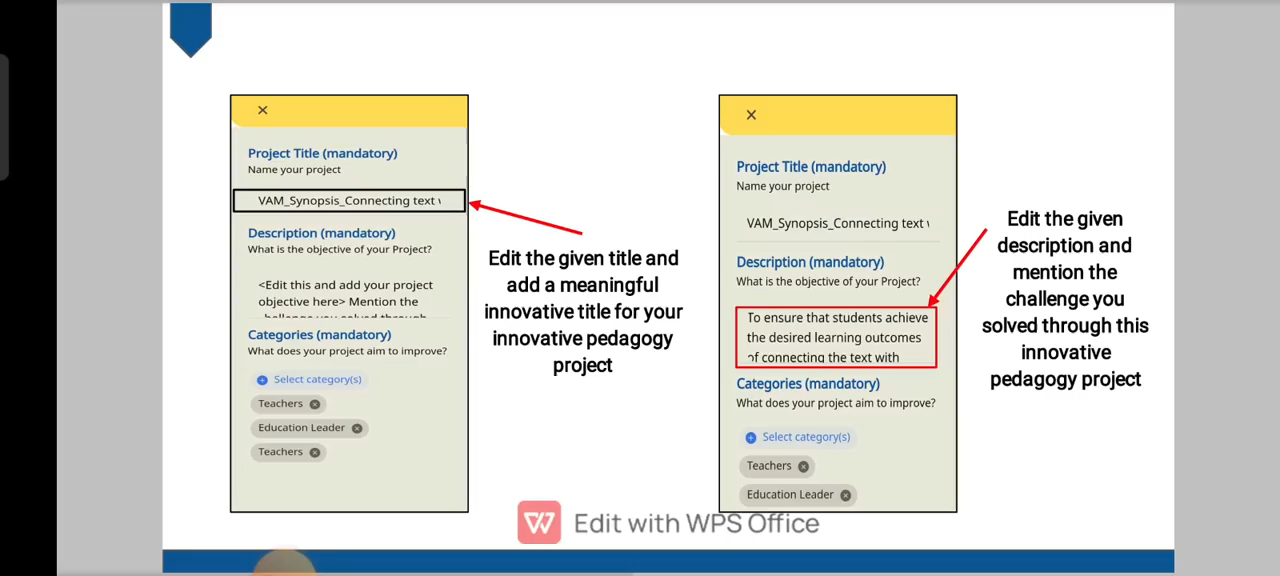 ×
Project Title (mandatory)
Name your project
VAM_Synopsis_Connecting text
Description (mandatory)
What is the objective of your Project?
<Edit this and add your project
objective here> Mention the
challenge you solved through
Categories (mandatory)
What does your project aim to improve?
Select category(s)
Teachers
Education Leader
Teachers
Edit the given title and
add a meaningful
innovative title for your
innovative pedagogy
project
×
Project Title (mandatory)
Name your project
VAM_Synopsis_Connecting text
Description (mandatory)
What is the objective of your Project?
To ensure that students achieve
the desired learning outcomes
of connecting the text with
Categories (mandatory)
What does your project aim to improve?
Select category(s)
Teachers
Education Leader
Edit the given
description and
mention the
challenge you
solved through this
innovative
pedagogy project
W Edit with WPS Office